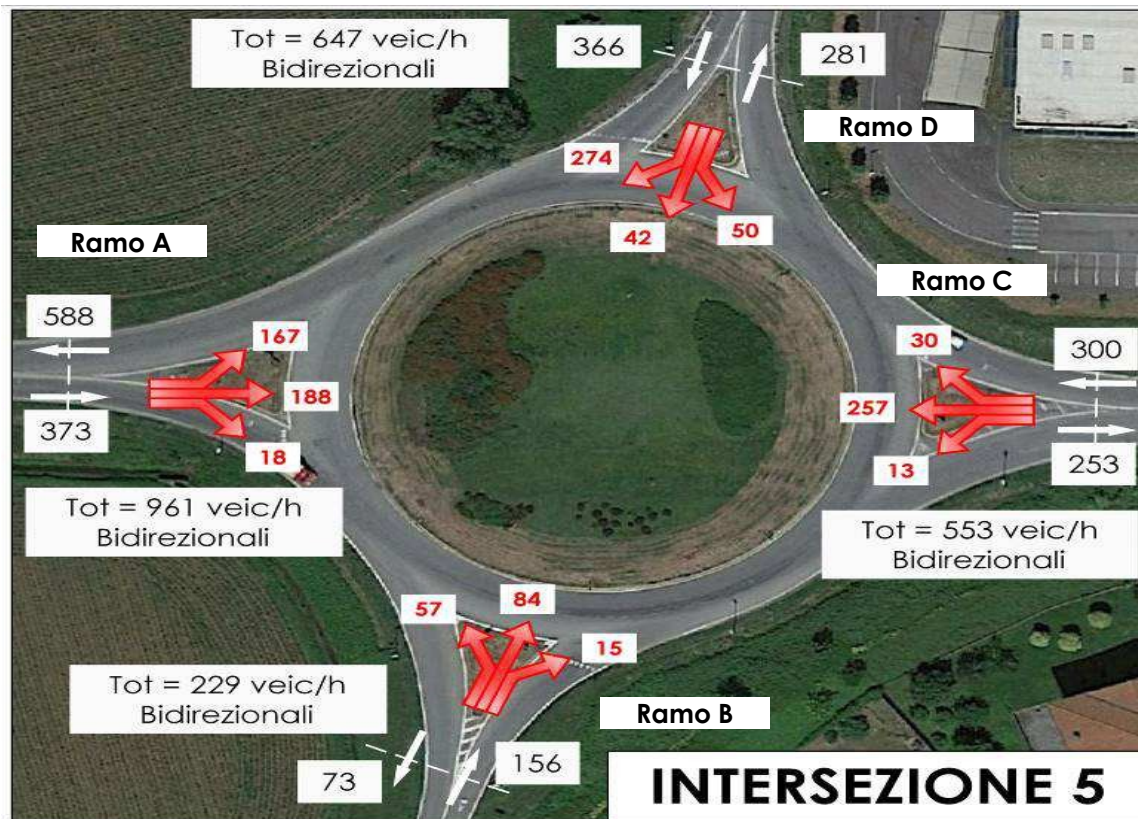 Tot = 647 veic/h
Bidirezionali
366
281
Ramo D
274
42
50
Ramo A
Ramo C
588
167
30
300
188
257
373
18
13
253
Tot = 961 veic/h
Bidirezionali
Tot = 553 veic/h
Bidirezionali
57
84
15
Tot = 229 veic/h
Bidirezionali
Ramo B
73
156
INTERSEZIONE 5